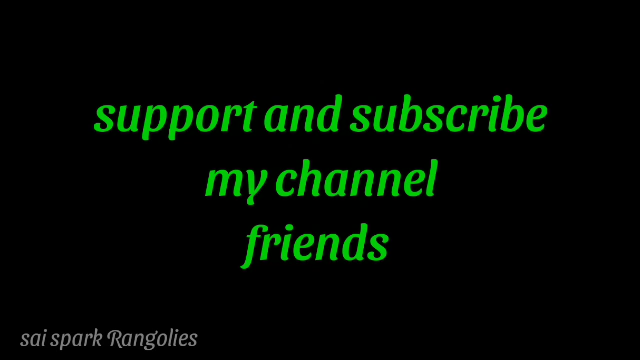 support and subscribe
my channel
friends
sai spark Rangolies